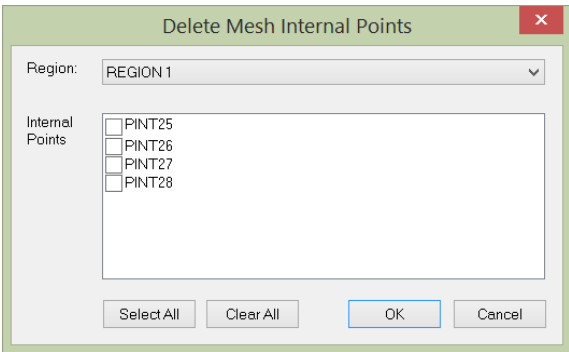 Delete Mesh Internal Points
Region:
REGION 1
Internal
Points
PINT25
PINT26
PINT27
PINT28
Select All
Clear All
OK
Cancel